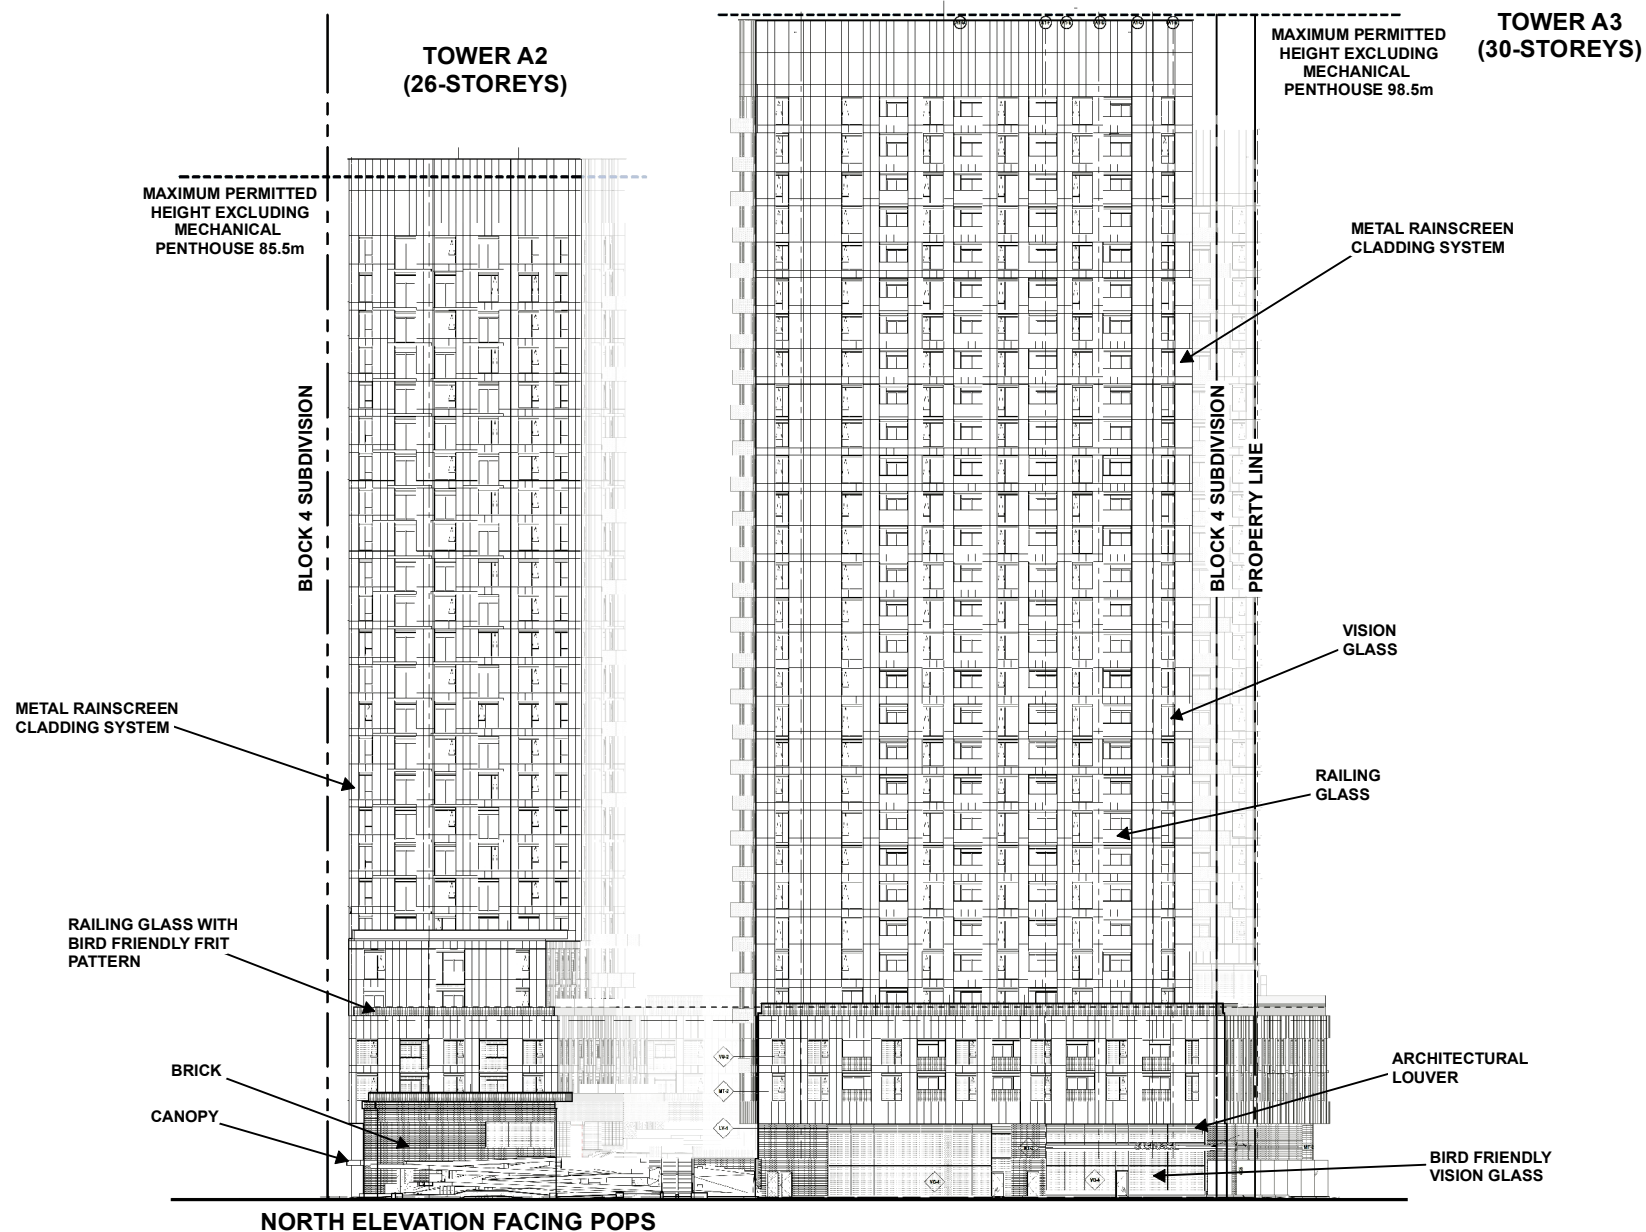 TOWER A2
(26-STOREYS)
TOWER A3
(30-STOREYS)
MAXIMUM PERMITTED
HEIGHT EXCLUDING
MECHANICAL
PENTHOUSE 98.5m
MAXIMUM PERMITTED
HEIGHT EXCLUDING
MECHANICAL
PENTHOUSE 85.5m
METAL RAINSCREEN
CLADDING SYSTEM
BLOCK 4 SUBDIVISION
BLOCK 4 SUBDIVISION
PROPERTY LINE
VISION
GLASS
METAL RAINSCREEN
CLADDING SYSTEM
RAILING
GLASS
RAILING GLASS WITH
BIRD FRIENDLY FRIT
PATTERN
BRICK
CANOPY
ARCHITECTURAL
LOUVER
BIRD FRIENDLY
VISION GLASS
NORTH ELEVATION FACING POPS